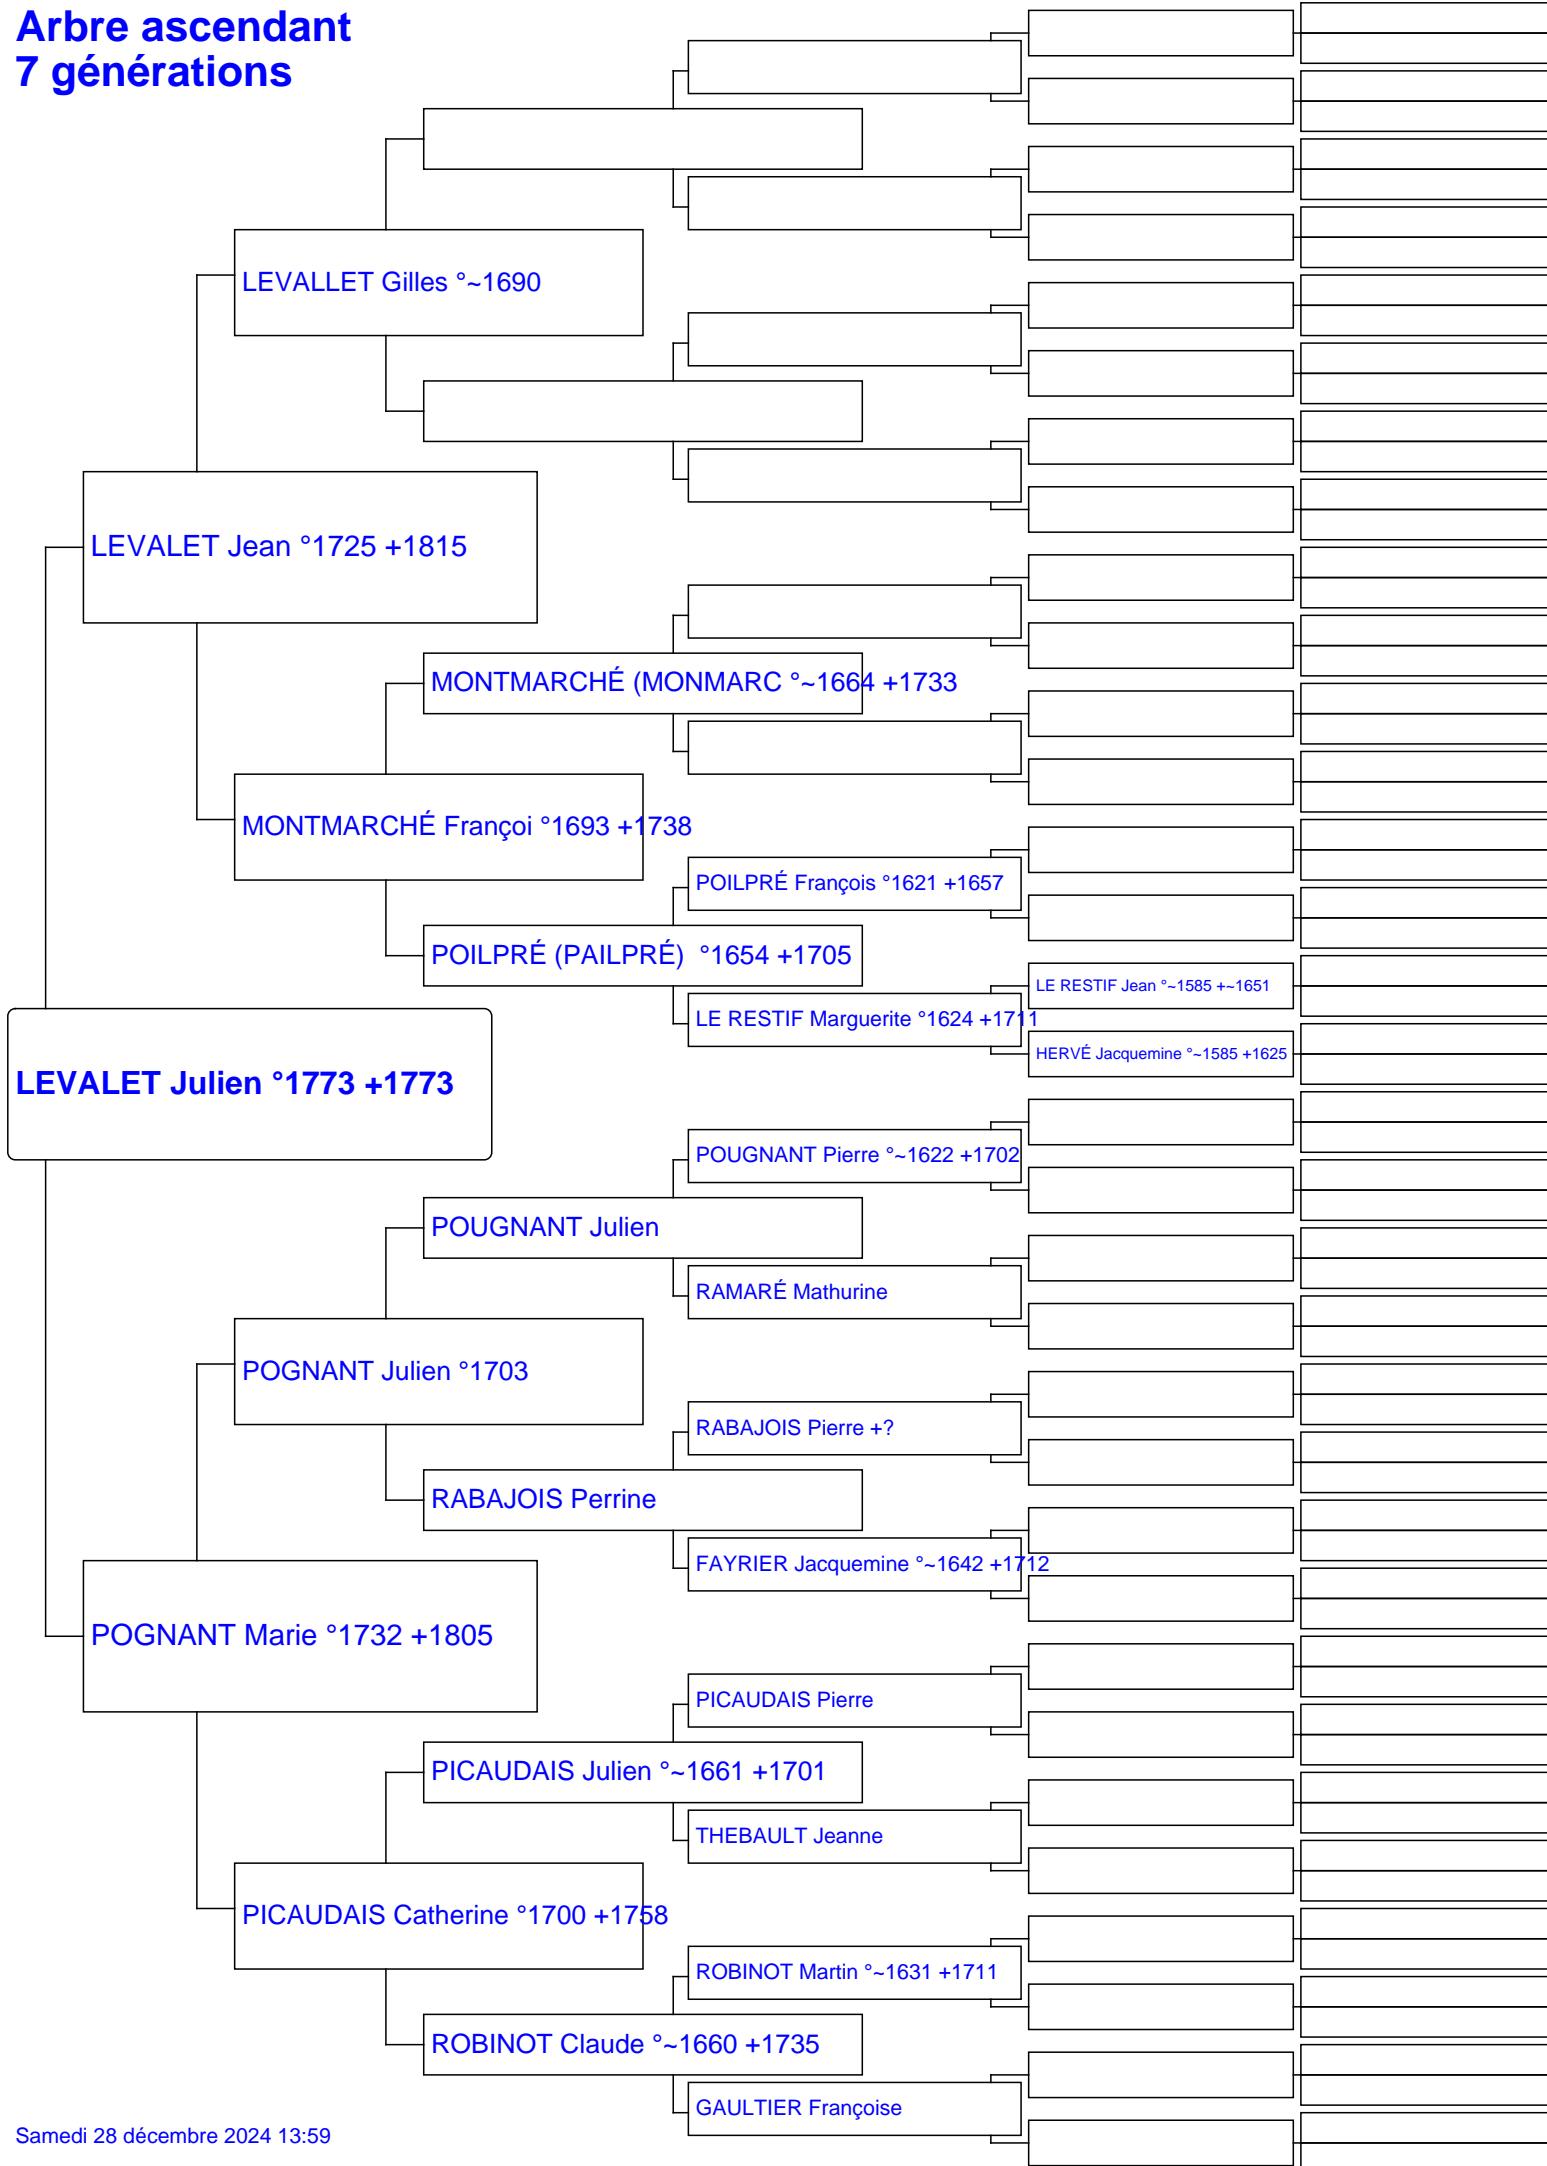 Arbre ascendant
7 générations
LEVALLET Gilles °~1690
LEVALET Jean °1725 +1815
MONTMARCHÉ (MONMARC °~1664 +1733
MONTMARCHÉ Françoi °1693 +1738
POILPRÉ François °1621 +1657
POILPRÉ (PAILPRÉ)  °1654 +1705
LE RESTIF Jean °~1585 +~1651
LE RESTIF Marguerite °1624 +1711
HERVÉ Jacquemine °~1585 +1625
LEVALET Julien °1773 +1773
POUGNANT Pierre °~1622 +1702
POUGNANT Julien
RAMARÉ Mathurine
POGNANT Julien °1703
RABAJOIS Pierre +?
RABAJOIS Perrine
FAYRIER Jacquemine °~1642 +1712
POGNANT Marie °1732 +1805
PICAUDAIS Pierre
PICAUDAIS Julien °~1661 +1701
THEBAULT Jeanne
PICAUDAIS Catherine °1700 +1758
ROBINOT Martin °~1631 +1711
ROBINOT Claude °~1660 +1735
GAULTIER Françoise
Samedi 28 décembre 2024 13:59